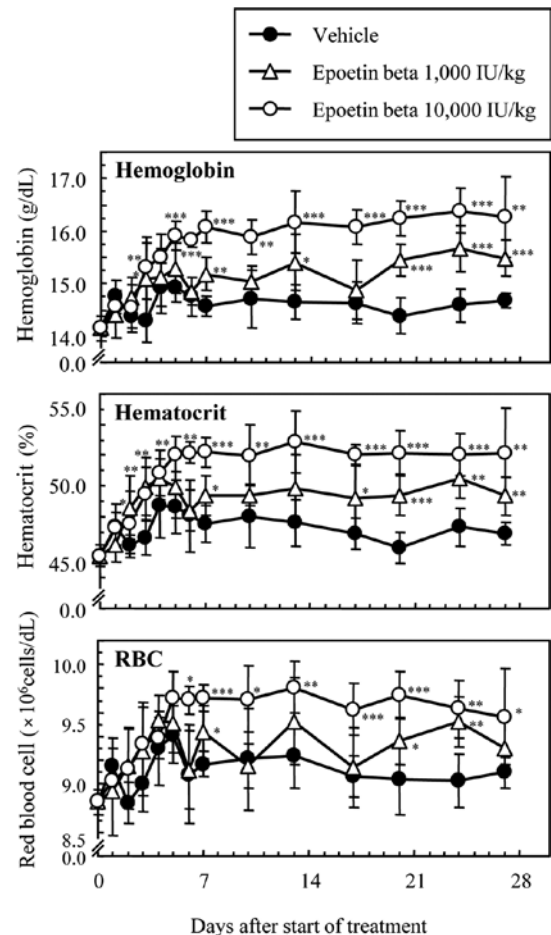 Vehicle
Epoetin beta 1,000 IU/kg
Epoetin beta 10,000 IU/kg
Hemoglobin
Hemoglobin (g/dL)
17.0
16.0
15.0
14.0
0.0
*** *** ** *** *** *** *** **
** * *** ** * *** *** ***
Hematocrit
Hematocrit (%)
55.0
50.0
45.0
0.0
** ** ** ** *** ** *** *** *** *** **
* * * *** ** **
RBC
Red blood cell (×10⁶cells/dL)
10.0
9.5
9.0
8.5
0.0
* *** * ** *** *** ** *
* * **
0 7 14 21 28
Days after start of treatment